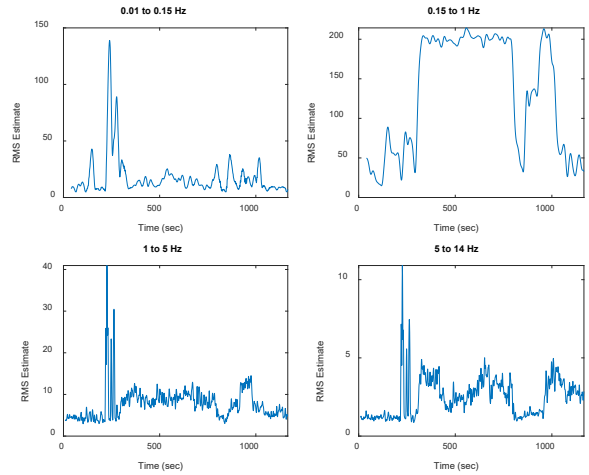 0.01 to 0.15 Hz
150
100
50
0
RMS Estimate
0 500 1000
Time (sec)
0.15 to 1 Hz
200
150
100
50
0
RMS Estimate
0 500 1000
Time (sec)
1 to 5 Hz
40
30
20
10
0
RMS Estimate
0 500 1000
Time (sec)
5 to 14 Hz
10
5
0
RMS Estimate
0 500 1000
Time (sec)